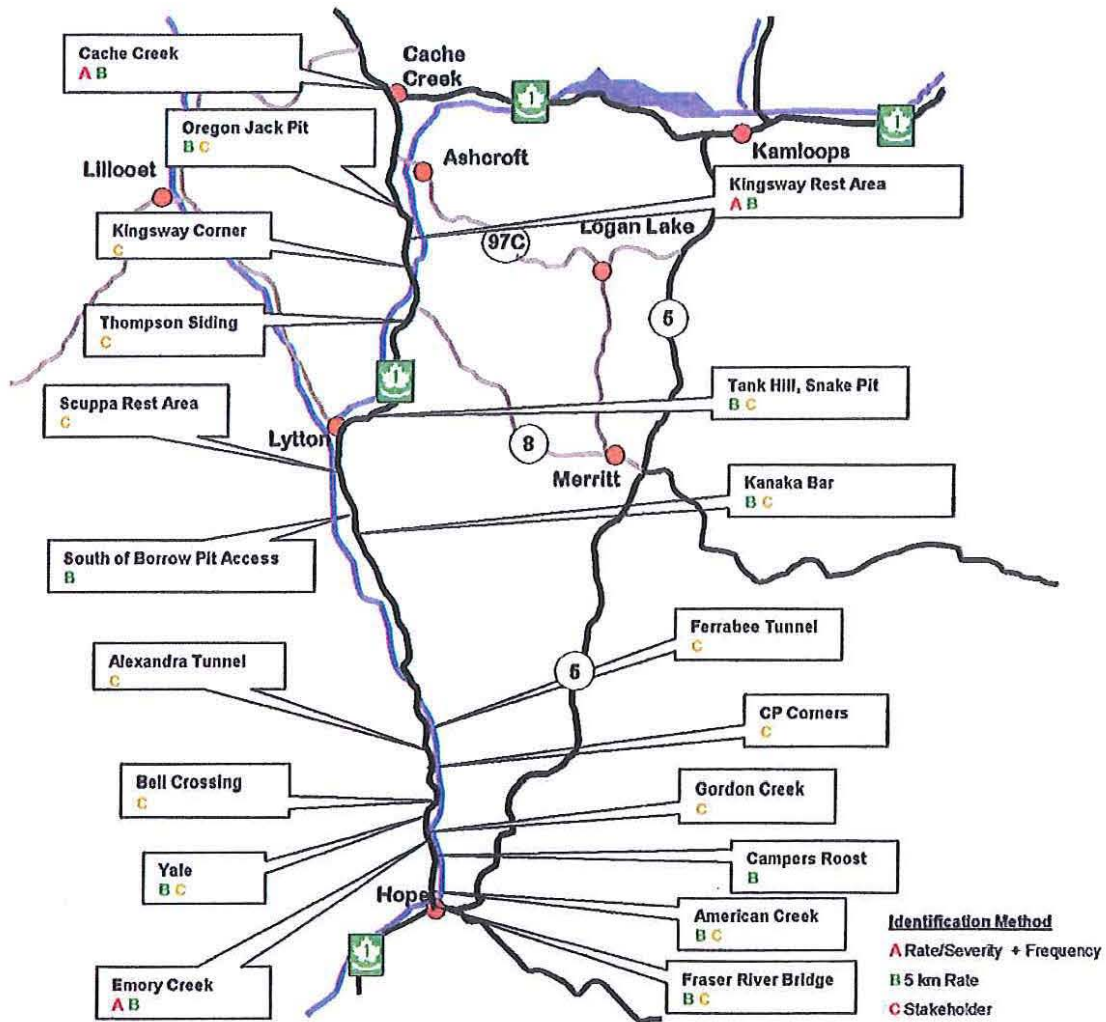 Cache Creek
A B
Cache
Creek
1
1
Oregon Jack Pit
B C
Ashcroft
Kamloops
Lillooet
Kingsway Rest Area
A B
Kingsway Corner
C
97C
Logan Lake
5
Thompson Siding
C
1
Tank Hill, Snake Pit
B C
Scuppa Rest Area
C
Lytton
8
Merritt
Kanaka Bar
B C
South of Borrow Pit Access
B
Ferrabee Tunnel
C
Alexandra Tunnel
C
5
CP Corners
C
Bell Crossing
C
Gordon Creek
C
Yale
B C
Campers Roost
B
Hope
American Creek
B C
1
Emory Creek
A B
Fraser River Bridge
B C
Identification Method
A Rate/Severity + Frequency
B 5 km Rate
C Stakeholder